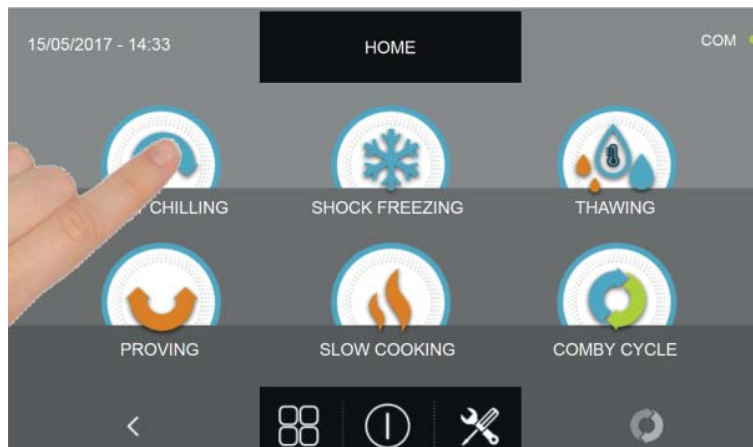 15/05/2017 - 14:33
HOME
COM
CHILLING
SHOCK FREEZING
THAWING
PROVING
SLOW COOKING
COMBY CYCLE